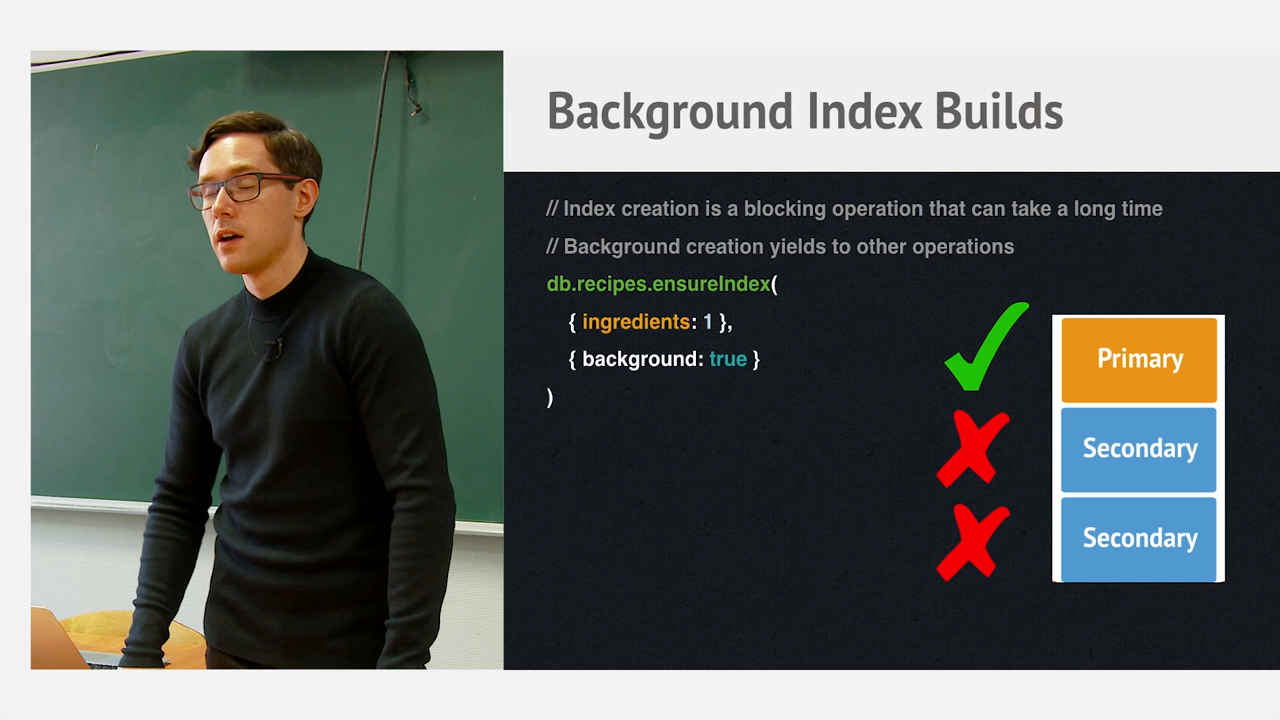 Background Index Builds
// Index creation is a blocking operation that can take a long time
// Background creation yields to other operations
db.recipes.ensureIndex(
{ ingredients: 1 },
{ background: true }
)
Primary
Secondary
Secondary